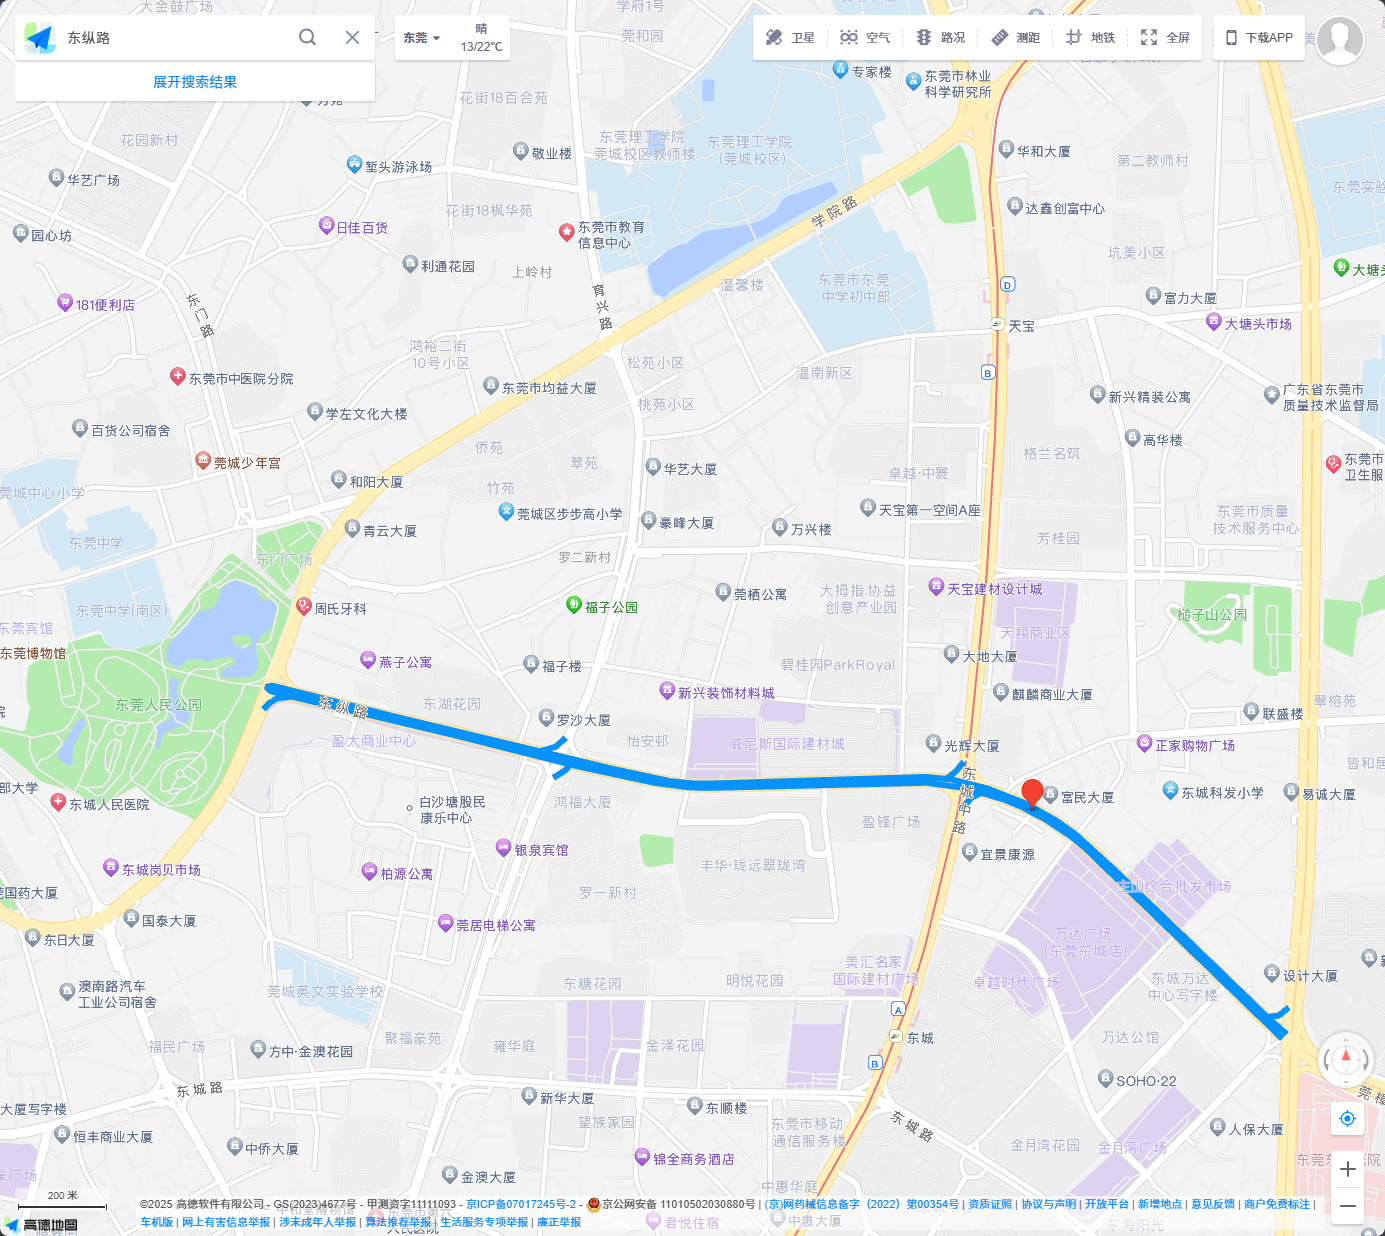 大金鼓广场
学府1号
东纵路
展开搜索结果
东莞
晴
13/22℃
卫星
空气
路况
测距
地铁
全屏
下载APP
莞和园
专家楼
东莞市林业
科学研究所
花街18百合苑
花园新村
东莞理工学院
莞城校区教师楼
东莞理工学院
(莞城校区)
敬业楼
堑头游泳场
华和大厦
第二教师村
华艺广场
东莞实验
花街18枫华苑
学院路
达鑫创富中心
日佳百货
园心坊
东莞市教育
信息中心
坑美小区
利通花园
上岭村
大塘头
温馨楼
东莞市东莞
中学初中部
D
育兴路
富力大厦
181便利店
东门路
天宝
大塘头市场
鸿裕二街
10号小区
松苑小区
温南新区
B
东莞市中医院分院
东莞市均益大厦
广东省东莞市
质量技术监督局
新兴精装公寓
桃苑小区
学左文化大楼
百货公司宿舍
侨苑
高华楼
格兰名筑
莞城少年宫
翠苑
华艺大厦
卓越·中寰
东莞市
卫生服
和阳大厦
竹苑
莞城中心小学
莞城区步步高小学
天宝第一空间A座
东莞市质量
技术服务中心
豪峰大厦
万兴楼
青云大厦
东莞中学
芳桂园
东门广场
罗二新村
天宝建材设计城
大拇指.协益
创意产业园
莞栖公寓
周氏牙科
东莞中学(南区)
福子公园
槌子山公园
东莞宾馆
天翔商业区
东莞博物馆
燕子公寓
福子楼
碧桂园ParkRoyal
大地大厦
新兴装饰材料城
麒麟商业大厦
翠榕苑
东莞人民公园
东湖花园
东纵路
罗沙大厦
联盛楼
盈大商业中心
怡安邨
威尼斯国际建材城
光辉大厦
正家购物广场
东城中路
部大学
东城人民医院
白沙塘股民
康乐中心
鸿福大厦
富民大厦
东城科发小学
易诚大厦
盈锋广场
银泉宾馆
宜景康源
丰华·珑远翠珑湾
东城岗贝市场
柏源公寓
罗一新村
莞国药大厦
国泰大厦
莞居电梯公寓
东日大厦
万达广场
(东莞东城店)
美汇名家
国际建材广场
澳南路汽车
工业公司宿舍
莞城英文实验学校
东糖花园
明悦花园
卓越时代广场
东城万达
中心写字楼
设计大厦
A
东城
聚福豪苑
雍华庭
金泽花园
万达公馆
福民广场
方中·金澳花园
B
SOHO·22
东城路
新华大厦
东顺楼
大厦写字楼
望族家园
东莞市移动
通信服务楼
东城路
恒丰商业大厦
中侨大厦
金月湾花园
金月湾广场
人保大厦
锦全商务酒店
金澳大厦
中惠华庭
200 米
君悦住宿
中惠大厦
东海阳光
高德地图
©2025 高德软件有限公司 - GS(2023)4677号 - 甲测资字11111093 - 京ICP备07017245号-2 - 京公网安备 11010502030880号 | (京)网药械信息备字（2022）第00354号 | 资质证照 | 协议与声明 | 开放平台 | 新增地点 | 意见反馈 | 商户免费标注 |
车机版 | 网上有害信息举报 | 涉未成年人举报 | 算法推荐举报 | 生活服务专项举报 | 廉正举报